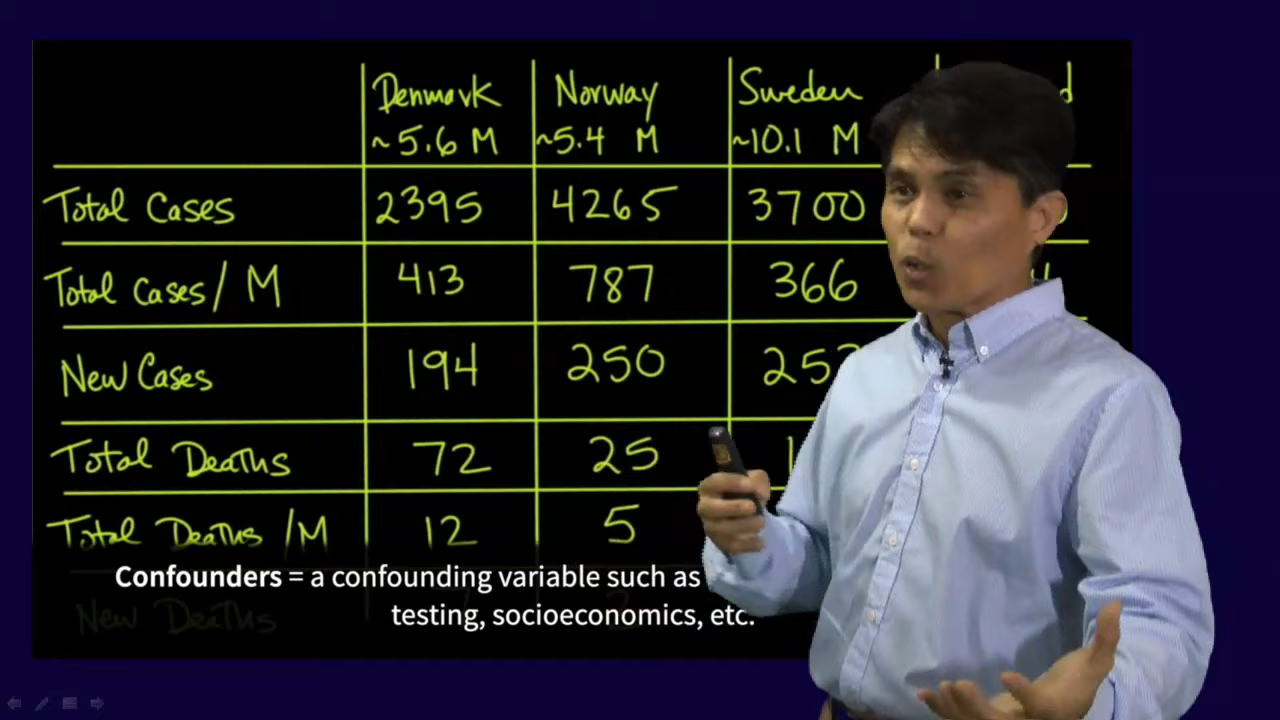 Denmark Norway Sweden
~5.6 M ~5.4 M ~10.1 M
Total Cases 2395 4265 3700
Total Cases / M 413 787 366
New Cases 194 250
Total Deaths 72 25
Total Deaths / M 12 5
Confounders = a confounding variable such as
testing, socioeconomics, etc.
New Deaths